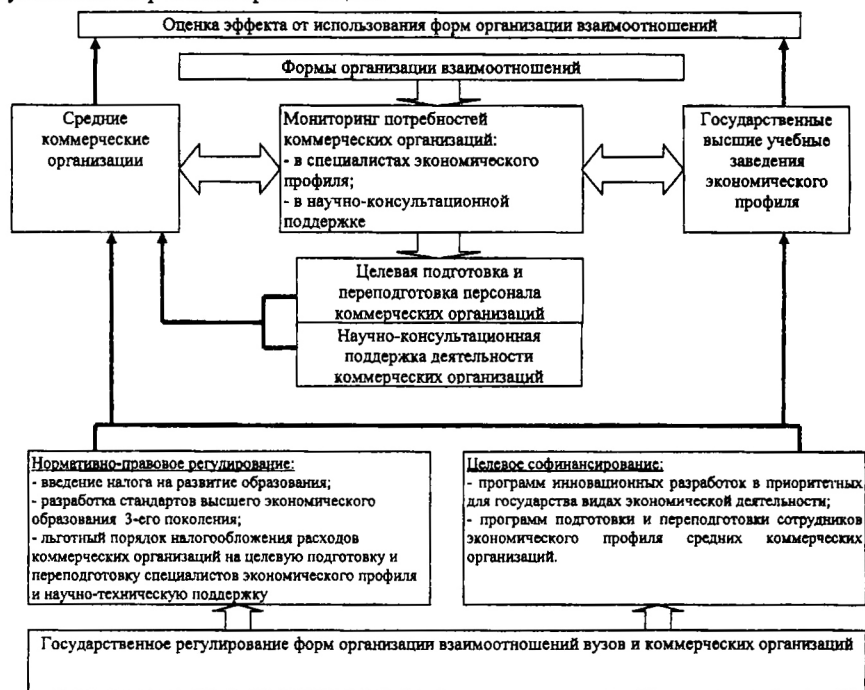 Оценка эффекта от использования форм организации взаимоотношений
Формы организации взаимоотношений
Средние
коммерческие
организации
Мониторинг потребностей
коммерческих организаций:
- в специалистах экономического
профиля;
- в научно-консультационной
поддержке
Государственные
высшие учебные
заведения
экономического
профиля
Целевая подготовка и
переподготовка персонала
коммерческих организаций
Научно-консультационная
поддержка деятельности
коммерческих организаций
Нормативно-правовое регулирование:
- введение налога на развитие образования;
- разработка стандартов высшего экономического
образования 3-его поколения;
- льготный порядок налогообложения расходов
коммерческих организаций на целевую подготовку и
переподготовку специалистов экономического профиля
и научно-техническую поддержку
Целевое софинансирование:
- программ инновационных разработок в приоритетных
для государства видах экономической деятельности;
- программ подготовки и переподготовки сотрудников
экономического профиля средних коммерческих
организаций.
Государственное регулирование форм организации взаимоотношений вузов и коммерческих организаций